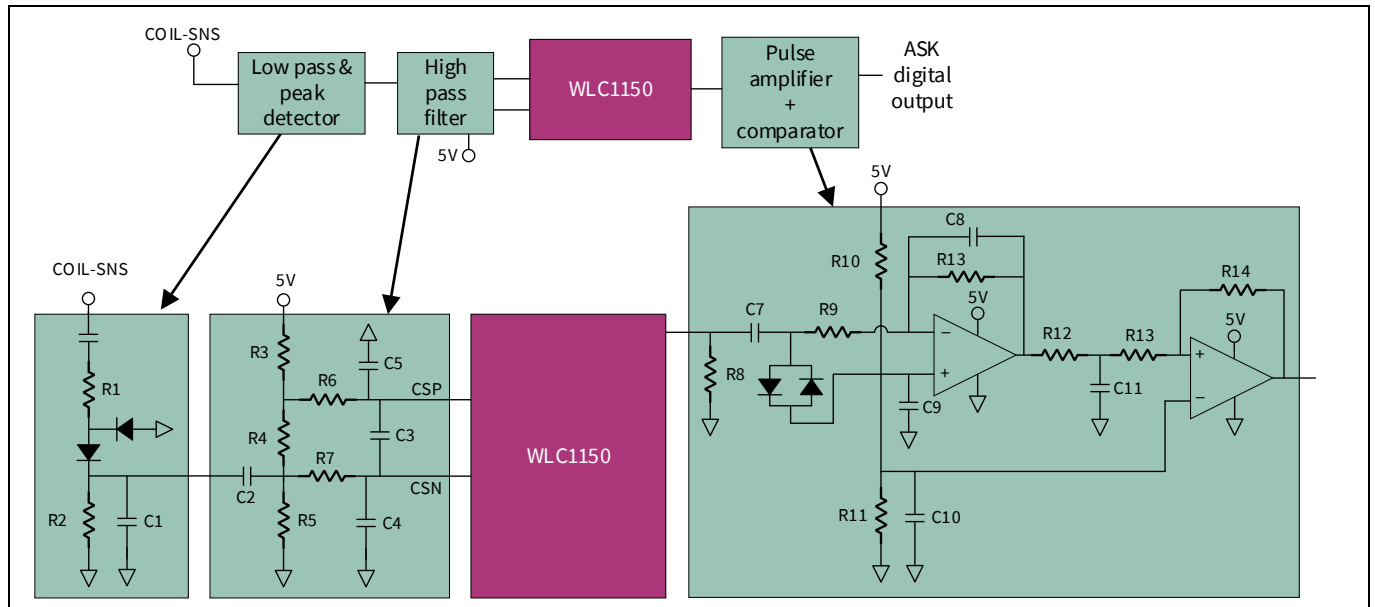 COIL-SNS
Low pass &
peak
detector
High
pass
filter
5V
WLC1150
Pulse
amplifier
+
comparator
ASK
digital
output
COIL-SNS
R1
R2
C1
5V
R3
R6
C5
CSP
R4
C3
R7
C2
CSN
R5
C4
WLC1150
5V
R10
C8
R13
5V
C7
R9
−
+
R8
C9
R12
R13
C11
R14
5V
+
−
R11
C10